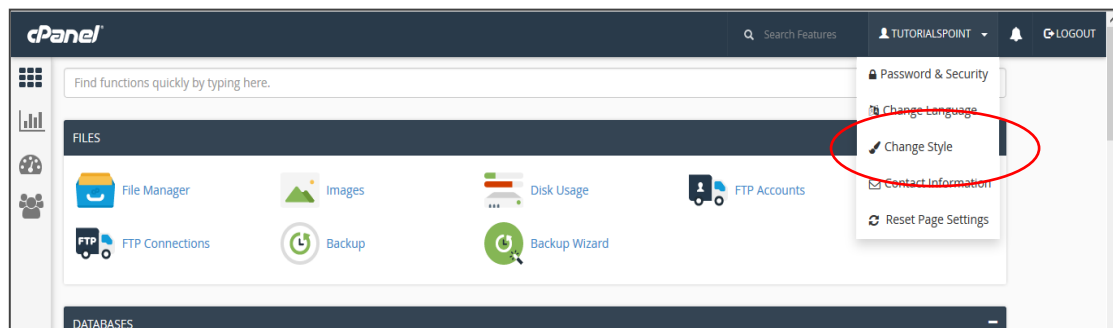 cPanel
Search Features
TUTORIALSPOINT
LOGOUT
Find functions quickly by typing here.
Password & Security
Change Language
Change Style
Contact Information
Reset Page Settings
FILES
File Manager
Images
Disk Usage
FTP Accounts
FTP
FTP Connections
Backup
Backup Wizard
DATABASES